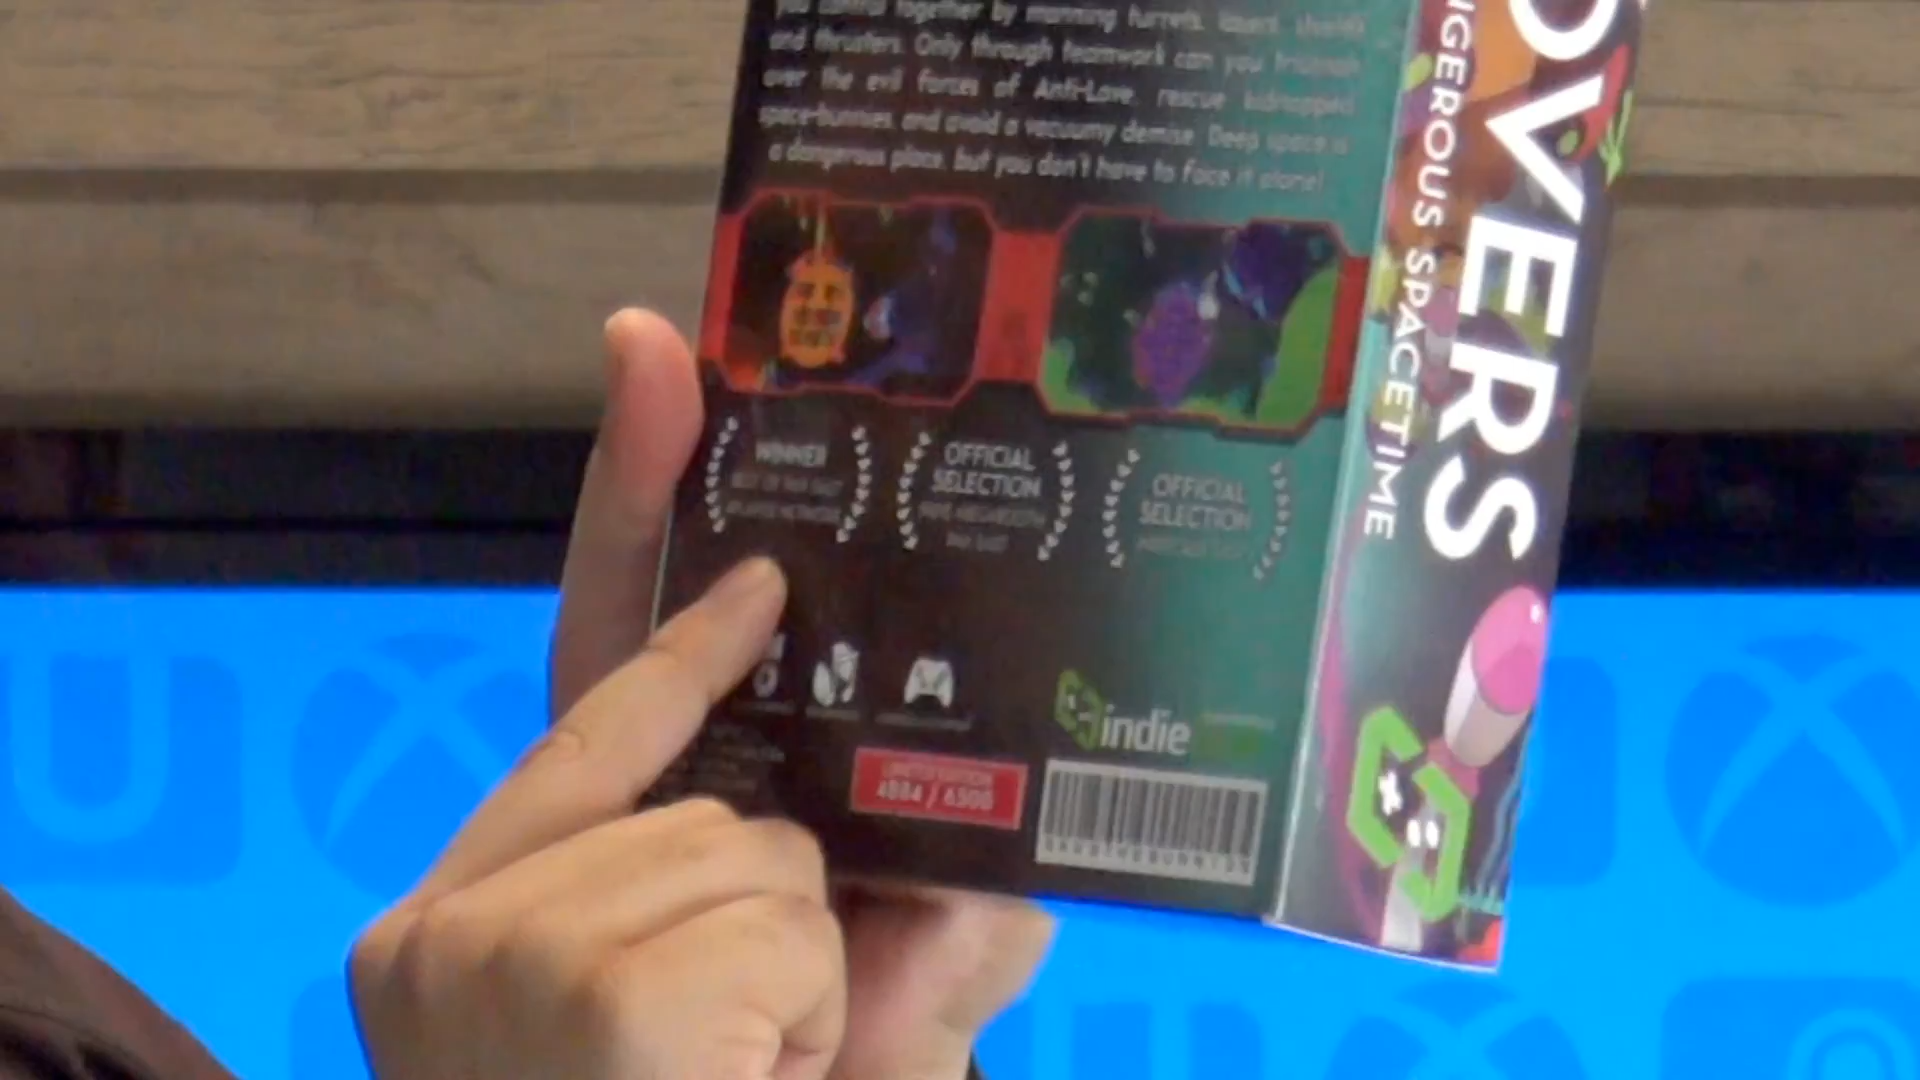 you control together by manning turrets, lasers, shields
and thrusters. Only through teamwork can you triumph
over the evil forces of Anti-Love, rescue kidnapped
space-bunnies, and avoid a vacuumy demise. Deep space is
a dangerous place, but you don't have to face it alone!
WINNER
OFFICIAL
SELECTION
PAX EAST
OFFICIAL
SELECTION
indie
LIMITED EDITION
4884 / 6500
OVERS
NGEROUS SPACETIME